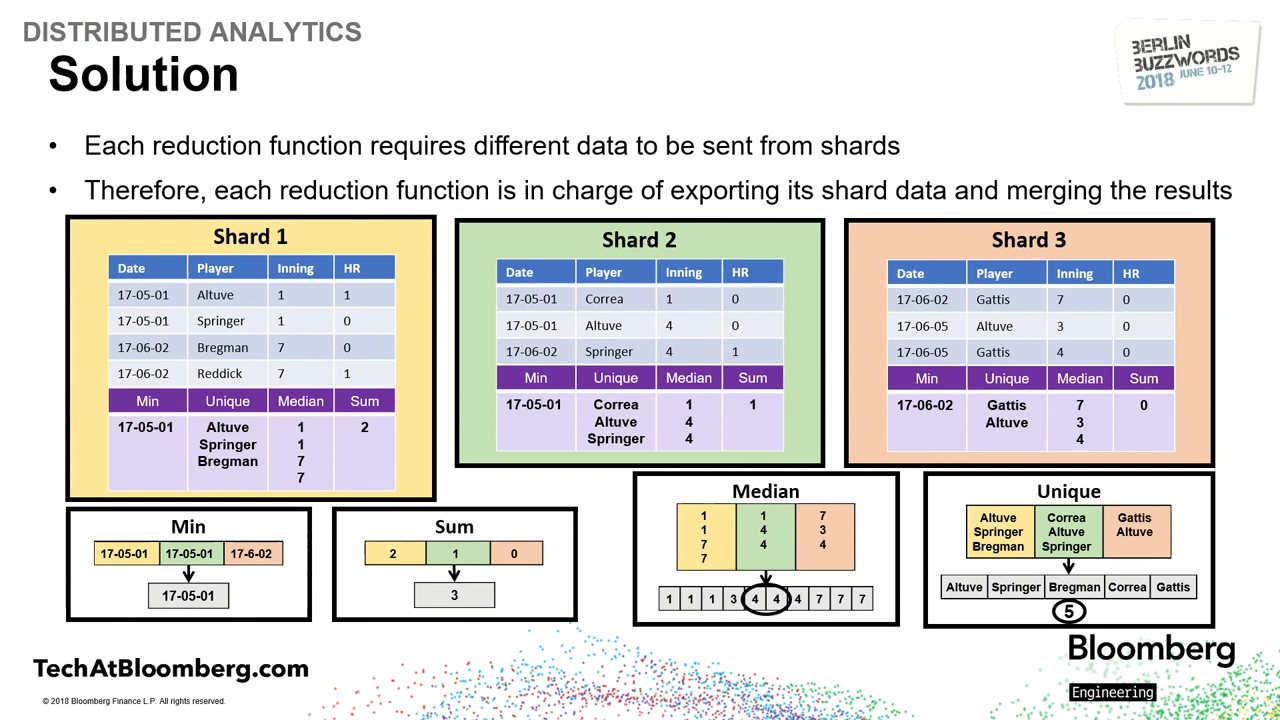 DISTRIBUTED ANALYTICS
Solution
BERLIN
BUZZWORDS
2018 JUNE 10-12
• Each reduction function requires different data to be sent from shards
• Therefore, each reduction function is in charge of exporting its shard data and merging the results
Shard 1
Date Player Inning HR
17-05-01 Altuve 1 1
17-05-01 Springer 1 0
17-06-02 Bregman 7 0
17-06-02 Reddick 7 1
Min Unique Median Sum
17-05-01 Altuve 1 2
Springer 1
Bregman 7
7
Shard 2
Date Player Inning HR
17-05-01 Correa 1 0
17-05-01 Altuve 4 0
17-06-02 Springer 4 1
Min Unique Median Sum
17-05-01 Correa 1 1
Altuve 4
Springer 4
Shard 3
Date Player Inning HR
17-06-02 Gattis 7 0
17-06-05 Altuve 3 0
17-06-05 Gattis 4 0
Min Unique Median Sum
17-06-02 Gattis 7 0
Altuve 3
4
Min
17-05-01 17-05-01 17-6-02
17-05-01
Sum
2 1 0
3
Median
1 1 7
1 4 3
7 4 4
7
1 1 1 3 4 4 4 7 7 7
Unique
Altuve Correa Gattis
Springer Altuve Altuve
Bregman Springer
Altuve Springer Bregman Correa Gattis
5
TechAtBloomberg.com
© 2018 Bloomberg Finance L.P. All rights reserved.
Bloomberg
Engineering